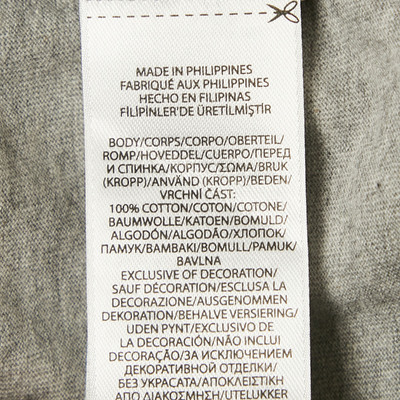 MADE IN PHILIPPINES
FABRIQUÉ AUX PHILIPPINES
HECHO EN FILIPINAS
FİLİPİNLER'DE ÜRETİLMİŞTİR
BODY/CORPS/CORPO/OBERTEIL/
ROMP/HOVEDDEL/CUERPO/ПЕРЕД
И СПИНКА/КОРПУС/ΣΩΜΑ/BRUK
(KROPP)/ANVÄND (KROPP)/BEDEN/
VRCHNÍ ČÁST:
100% COTTON/COTON/COTONE/
BAUMWOLLE/KATOEN/BOMULD/
ALGODÓN/ALGODÃO/ХЛОПОК/
ПАМУК/ΒΑΜΒΑΚΙ/BOMULL/PAMUK/
BAVLNA
EXCLUSIVE OF DECORATION/
SAUF DÉCORATION/ESCLUSA LA
DECORAZIONE/AUSGENOMMEN
DEKORATION/BEHALVE VERSIERING/
UDEN PYNT/EXCLUSIVO DE
LA DECORACIÓN/NÃO INCLUI
DECORAÇÃO/ЗА ИСКЛЮЧЕНИЕМ
ДЕКОРАТИВНОЙ ОТДЕЛКИ/
БЕЗ УКРАСАТА/ΑΠΟΚΛΕΙΣΤΙΚΗ
ΑΠΟ ΔΙΑΚΟΣΜΗΣΗ/UTELUKKER